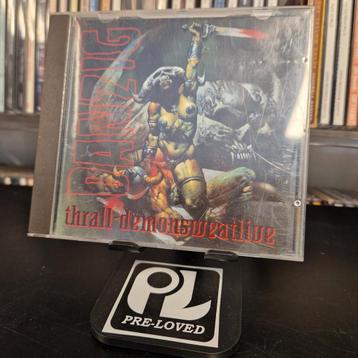 DANZIG
thrall-demonsweatlive
PL
PRE-LOVED